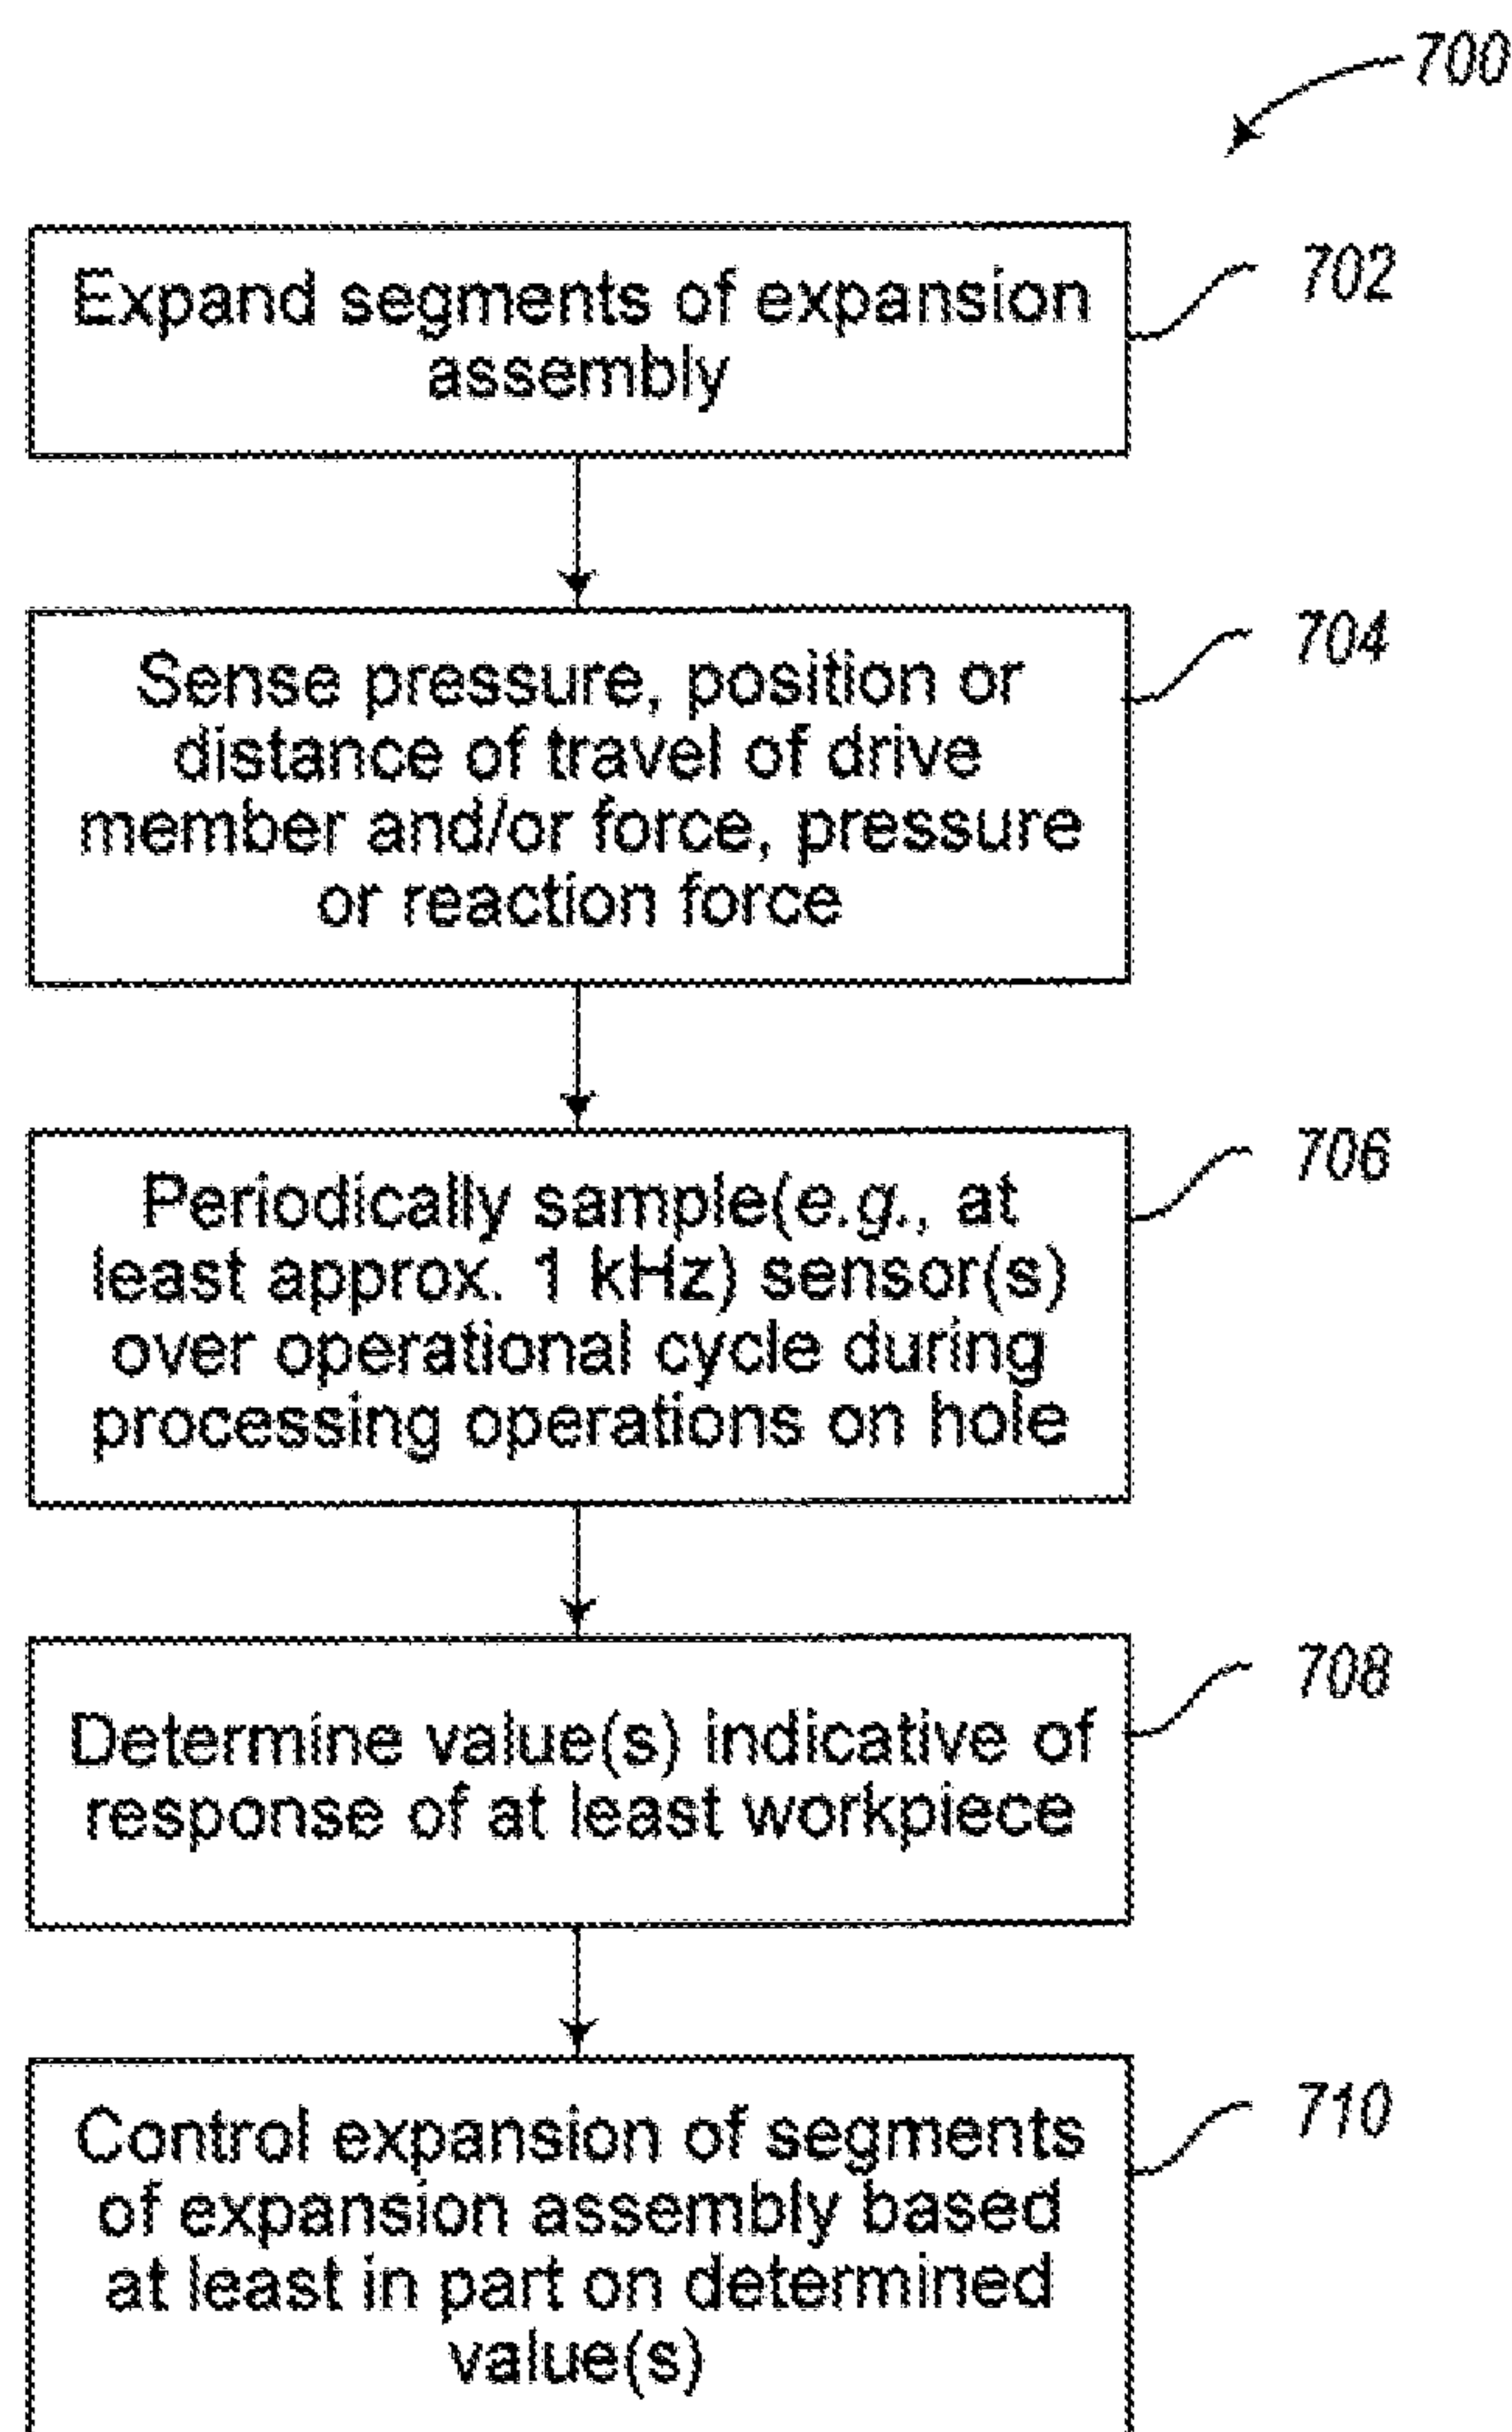 700
Expand segments of expansion
assembly
702
Sense pressure, position or
distance of travel of drive
member and/or force, pressure
or reaction force
704
Periodically sample(e.g., at
least approx. 1 kHz) sensor(s)
over operational cycle during
processing operations on hole
706
Determine value(s) indicative of
response of at least workpiece
708
Control expansion of segments
of expansion assembly based
at least in part on determined
value(s)
710